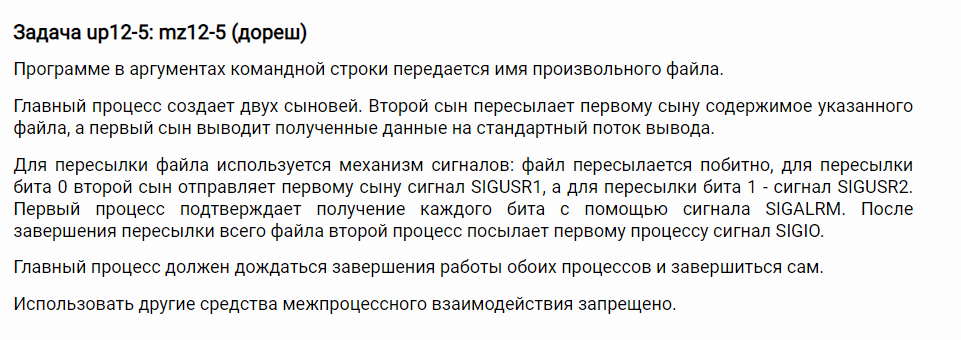 Задача up12-5: mz12-5 (дореш)
Программе в аргументах командной строки передается имя произвольного файла.
Главный процесс создает двух сыновей. Второй сын пересылает первому сыну содержимое указанного
файла, а первый сын выводит полученные данные на стандартный поток вывода.
Для пересылки файла используется механизм сигналов: файл пересылается побитно, для пересылки
бита 0 второй сын отправляет первому сыну сигнал SIGUSR1, а для пересылки бита 1 - сигнал SIGUSR2.
Первый процесс подтверждает получение каждого бита с помощью сигнала SIGALRM. После
завершения пересылки всего файла второй процесс посылает первому процессу сигнал SIGIO.
Главный процесс должен дождаться завершения работы обоих процессов и завершиться сам.
Использовать другие средства межпроцессного взаимодействия запрещено.